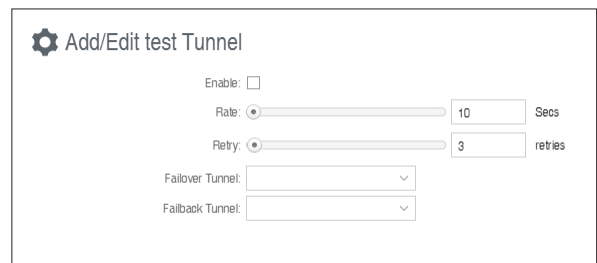 Add/Edit test Tunnel
Enable:
Rate: 10 Secs
Retry: 3 retries
Failover Tunnel:
Failback Tunnel: